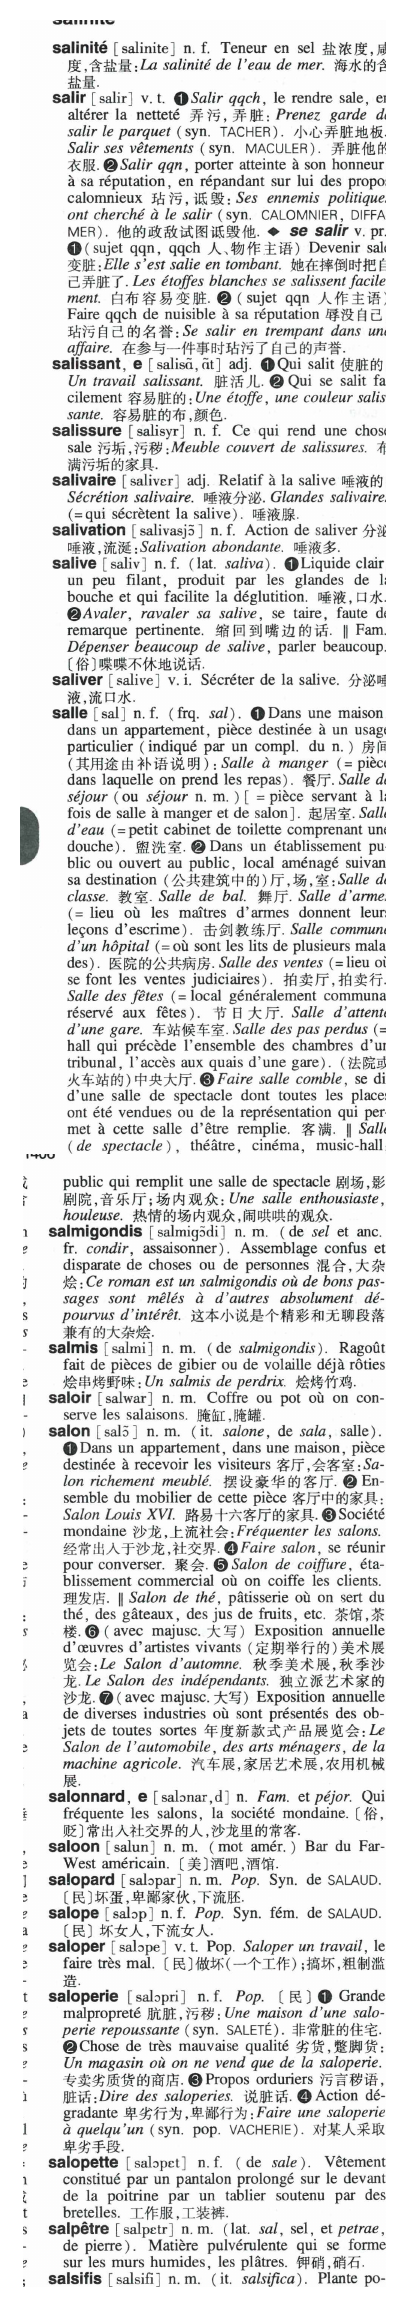 salinité [salinite] n. f. Teneur en sel 盐浓度,咸
度,含盐量:La salinité de l'eau de mer. 海水的含
盐量.
salir [salir] v. t. ❶Salir qqch, le rendre sale, en
altérer la netteté 弄污,弄脏: Prenez garde de
salir le parquet (syn. TACHER). 小心弄脏地板.
Salir ses vêtements (syn. MACULER). 弄脏他的
衣服. ❷Salir qqn, porter atteinte à son honneur,
à sa réputation, en répandant sur lui des propos
calomnieux 玷污,诋毁: Ses ennemis politiques
ont cherché à le salir (syn. CALOMNIER, DIFFA
MER). 他的政敌试图诋毁他. ◆ se salir v. pr.
❶(sujet qqn, qqch 人、物作主语) Devenir sale
变脏:Elle s'est salie en tombant. 她在摔倒时把自
己弄脏了. Les étoffes blanches se salissent facile
ment. 白布容易变脏. ❷ (sujet qqn 人作主语)
Faire qqch de nuisible à sa réputation 辱没自己,
玷污自己的名誉: Se salir en trempant dans une
affaire. 在参与一件事时玷污了自己的声誉.
salissant, e [salisɑ̃, ɑ̃t] adj. ❶Qui salit 使脏的:
Un travail salissant. 脏活儿. ❷ Qui se salit fa
cilement 容易脏的:Une étoffe, une couleur salis
sante. 容易脏的布,颜色.
salissure [salisyr] n. f. Ce qui rend une chose
sale 污垢,污秽:Meuble couvert de salissures. 布
满污垢的家具.
salivaire [salivɛr] adj. Relatif à la salive 唾液的:
Sécrétion salivaire. 唾液分泌. Glandes salivaires
(=qui sécrètent la salive). 唾液腺.
salivation [salivasjɔ̃] n. f. Action de saliver 分泌
唾液,流涎:Salivation abondante. 唾液多.
salive [saliv] n. f. (lat. saliva). ❶Liquide clair,
un peu filant, produit par les glandes de la
bouche et qui facilite la déglutition. 唾液,口水.
❷Avaler, ravaler sa salive, se taire, faute de
remarque pertinente. 缩回到嘴边的话. ‖ Fam.
Dépenser beaucoup de salive, parler beaucoup.
〔俗〕喋喋不休地说话.
saliver [salive] v. i. Sécréter de la salive. 分泌唾
液,流口水.
salle [sal] n. f. (frq. sal). ❶Dans une maison,
dans un appartement, pièce destinée à un usage
particulier (indiqué par un compl. du n.) 房间
(其用途由补语说明): Salle à manger (= pièce
dans laquelle on prend les repas). 餐厅. Salle de
séjour (ou séjour n. m.) [ = pièce servant à la
fois de salle à manger et de salon]. 起居室. Salle
d'eau (=petit cabinet de toilette comprenant une
douche). 盥洗室. ❷ Dans un établissement pu
blic ou ouvert au public, local aménagé suivant
sa destination (公共建筑中的)厅,场,室:Salle de
classe. 教室. Salle de bal. 舞厅. Salle d'armes
(= lieu où les maîtres d'armes donnent leurs
leçons d'escrime). 击剑教练厅. Salle commune
d'un hôpital (=où sont les lits de plusieurs mala
des). 医院的公共病房. Salle des ventes (=lieu où
se font les ventes judiciaires). 拍卖厅,拍卖行.
Salle des fêtes (=local généralement communal
réservé aux fêtes). 节日大厅. Salle d'attente
d'une gare. 车站候车室. Salle des pas perdus (=
hall qui précède l'ensemble des chambres d'un
tribunal, l'accès aux quais d'une gare). (法院或
火车站的)中央大厅. ❸Faire salle comble, se dit
d'une salle de spectacle dont toutes les places
ont été vendues ou de la représentation qui per-
met à cette salle d'être remplie. 客满. ‖ Salle
(de spectacle), théâtre, cinéma, music-hall;
public qui remplit une salle de spectacle 剧场,影
剧院,音乐厅;场内观众: Une salle enthousiaste,
houleuse. 热情的场内观众,闹哄哄的观众.
salmigondis [salmigɔ̃di] n. m. (de sel et anc.
fr. condir, assaisonner). Assemblage confus et
disparate de choses ou de personnes 混合,大杂
烩:Ce roman est un salmigondis où de bons pas-
sages sont mêlés à d'autres absolument dé-
pourvus d'intérêt. 这本小说是个精彩和无聊段落
兼有的大杂烩.
salmis [salmi] n. m. (de salmigondis). Ragoût
fait de pièces de gibier ou de volaille déjà rôties
烩串烤野味: Un salmis de perdrix. 烩烤竹鸡.
saloir [salwar] n. m. Coffre ou pot où on con-
serve les salaisons. 腌缸,腌罐.
salon [salɔ̃] n. m. (it. salone, de sala, salle).
❶Dans un appartement, dans une maison, pièce
destinée à recevoir les visiteurs 客厅,会客室:Sa-
lon richement meublé. 摆设豪华的客厅. ❷ En-
semble du mobilier de cette pièce 客厅中的家具:
Salon Louis XVI. 路易十六客厅的家具. ❸Société
mondaine 沙龙,上流社会:Fréquenter les salons.
经常出入于沙龙,社交界. ❹Faire salon, se réunir
pour converser. 聚会. ❺Salon de coiffure, éta-
blissement commercial où on coiffe les clients.
理发店. ‖ Salon de thé, pâtisserie où on sert du
thé, des gâteaux, des jus de fruits, etc. 茶馆,茶
楼. ❻ (avec majusc. 大写) Exposition annuelle
d'œuvres d'artistes vivants (定期举行的)美术展
览会:Le Salon d'automne. 秋季美术展,秋季沙
龙. Le Salon des indépendants. 独立派艺术家的
沙龙. ❼(avec majusc. 大写) Exposition annuelle
de diverses industries où sont présentés des ob-
jets de toutes sortes 年度新款式产品展览会: Le
Salon de l'automobile, des arts ménagers, de la
machine agricole. 汽车展,家居艺术展,农用机械
展.
salonnard, e [salɔnar,d] n. Fam. et péjor. Qui
fréquente les salons, la société mondaine. 〔俗,
贬〕常出入社交界的人,沙龙里的常客.
saloon [salun] n. m. (mot amér.) Bar du Far-
West américain. 〔美〕酒吧,酒馆.
salopard [salɔpar] n. m. Pop. Syn. de SALAUD.
〔民〕坏蛋,卑鄙家伙,下流胚.
salope [salɔp] n. f. Pop. Syn. fém. de SALAUD.
〔民〕坏女人,下流女人.
saloper [salɔpe] v. t. Pop. Saloper un travail, le
faire très mal. 〔民〕做坏(一个工作);搞坏,粗制滥
造.
saloperie [salɔpri] n. f. Pop. 〔民〕❶ Grande
malpropreté 肮脏,污秽: Une maison d'une salo-
perie repoussante (syn. SALETÉ). 非常脏的住宅.
❷Chose de très mauvaise qualité 劣货,蹩脚货:
Un magasin où on ne vend que de la saloperie.
专卖劣质货的商店. ❸Propos orduriers 污言秽语,
脏话:Dire des saloperies. 说脏话. ❹ Action dé-
gradante 卑劣行为,卑鄙行为: Faire une saloperie
à quelqu'un (syn. pop. VACHERIE). 对某人采取
卑劣手段.
salopette [salɔpɛt] n. f. (de sale). Vêtement
constitué par un pantalon prolongé sur le devant
de la poitrine par un tablier soutenu par des
bretelles. 工作服,工装裤.
salpêtre [salpɛtr] n. m. (lat. sal, sel, et petrae,
de pierre). Matière pulvérulente qui se forme
sur les murs humides, les plâtres. 钾硝,硝石.
salsifis [salsifi] n. m. (it. salsifica). Plante po-